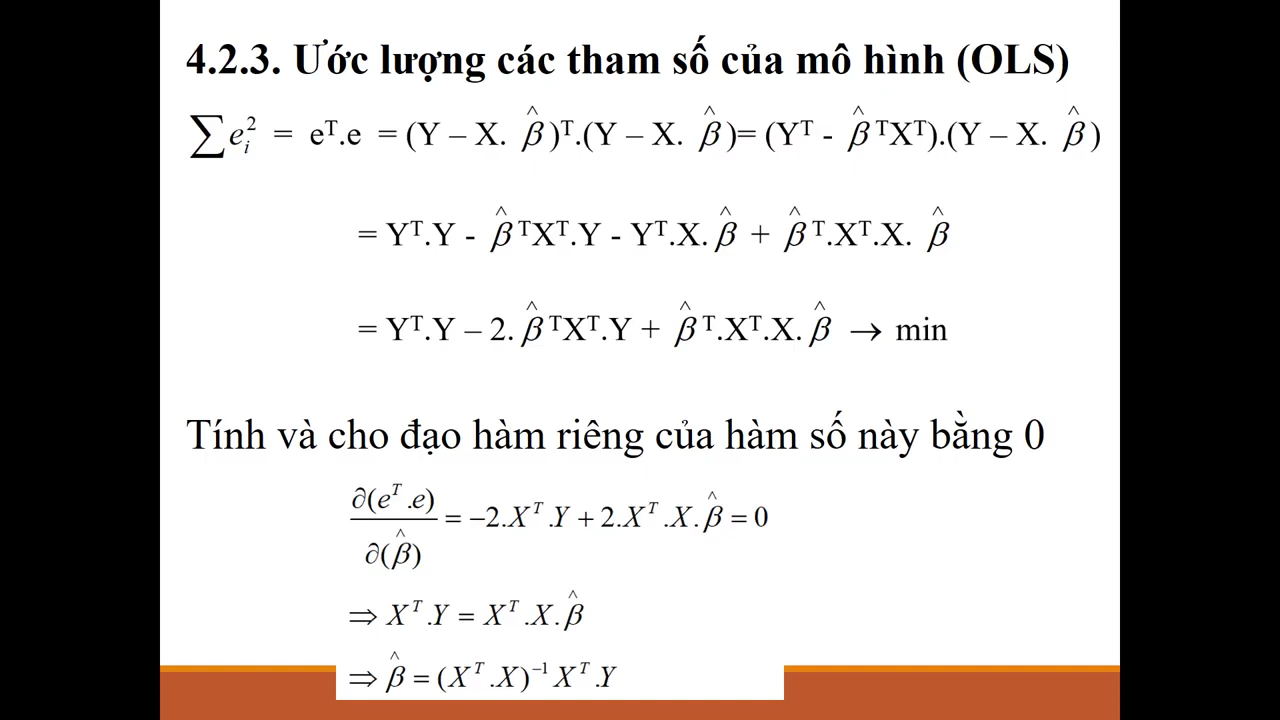 4.2.3. Ước lượng các tham số của mô hình (OLS)
∑e_i^2 = e^T.e = (Y – X. β̂)^T.(Y – X. β̂)= (Y^T - β̂^TX^T).(Y – X. β̂)
= Y^T.Y - β̂^TX^T.Y - Y^T.X.β̂ + β̂^T.X^T.X. β̂
= Y^T.Y – 2. β̂^TX^T.Y + β̂^T.X^T.X.β̂ → min
Tính và cho đạo hàm riêng của hàm số này bằng 0
∂(e^T.e)/∂(β̂) = −2.X^T.Y + 2.X^T.X.β̂ = 0
⇒ X^T.Y = X^T.X.β̂
⇒ β̂ = (X^T.X)^−1 X^T.Y